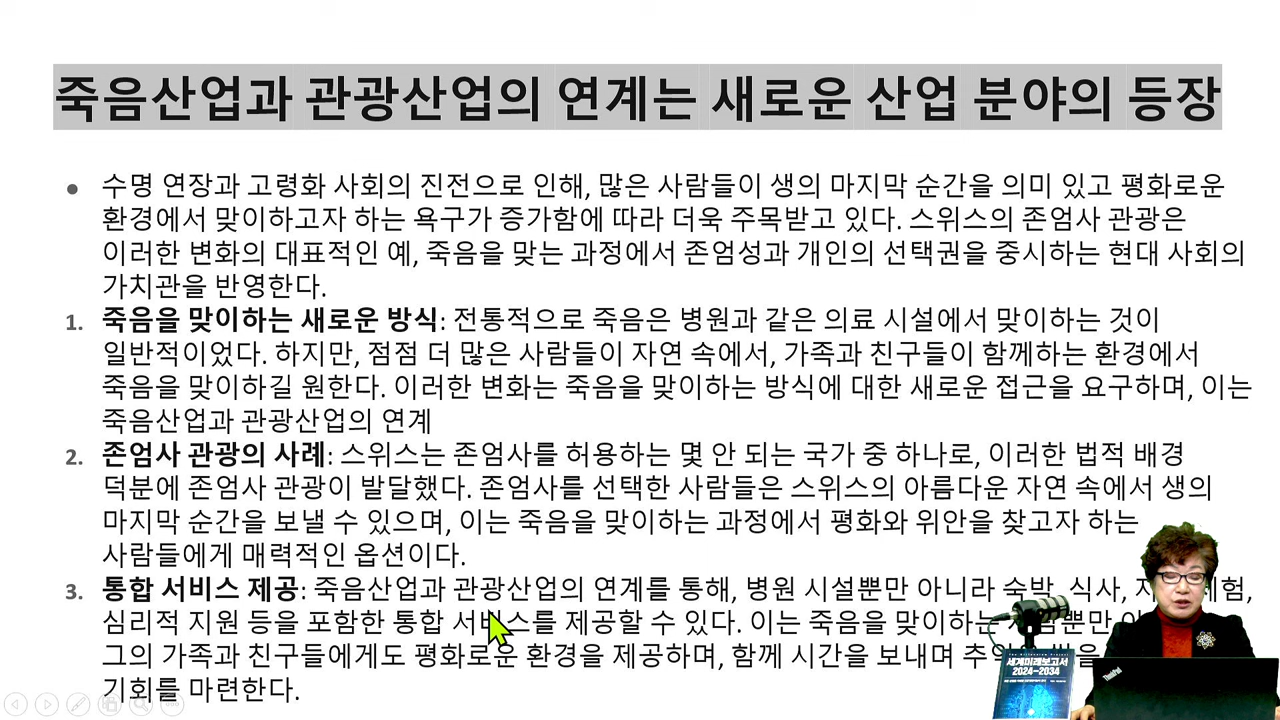 죽음산업과 관광산업의 연계는 새로운 산업 분야의 등장
● 수명 연장과 고령화 사회의 진전으로 인해, 많은 사람들이 생의 마지막 순간을 의미 있고 평화로운
환경에서 맞이하고자 하는 욕구가 증가함에 따라 더욱 주목받고 있다. 스위스의 존엄사 관광은
이러한 변화의 대표적인 예, 죽음을 맞는 과정에서 존엄성과 개인의 선택권을 중시하는 현대 사회의
가치관을 반영한다.
1. 죽음을 맞이하는 새로운 방식: 전통적으로 죽음은 병원과 같은 의료 시설에서 맞이하는 것이
일반적이었다. 하지만, 점점 더 많은 사람들이 자연 속에서, 가족과 친구들이 함께하는 환경에서
죽음을 맞이하길 원한다. 이러한 변화는 죽음을 맞이하는 방식에 대한 새로운 접근을 요구하며, 이는
죽음산업과 관광산업의 연계
2. 존엄사 관광의 사례: 스위스는 존엄사를 허용하는 몇 안 되는 국가 중 하나로, 이러한 법적 배경
덕분에 존엄사 관광이 발달했다. 존엄사를 선택한 사람들은 스위스의 아름다운 자연 속에서 생의
마지막 순간을 보낼 수 있으며, 이는 죽음을 맞이하는 과정에서 평화와 위안을 찾고자 하는
사람들에게 매력적인 옵션이다.
3. 통합 서비스 제공: 죽음산업과 관광산업의 연계를 통해, 병원 시설뿐만 아니라 숙박, 식사,
심리적 지원 등을 포함한 통합 서비스를 제공할 수 있다. 이는 죽음을 맞이하는
그의 가족과 친구들에게도 평화로운 환경을 제공하며, 함께 시간을 보내며
기회를 마련한다.
세계미래보고서
2024-2034
ThinkPad